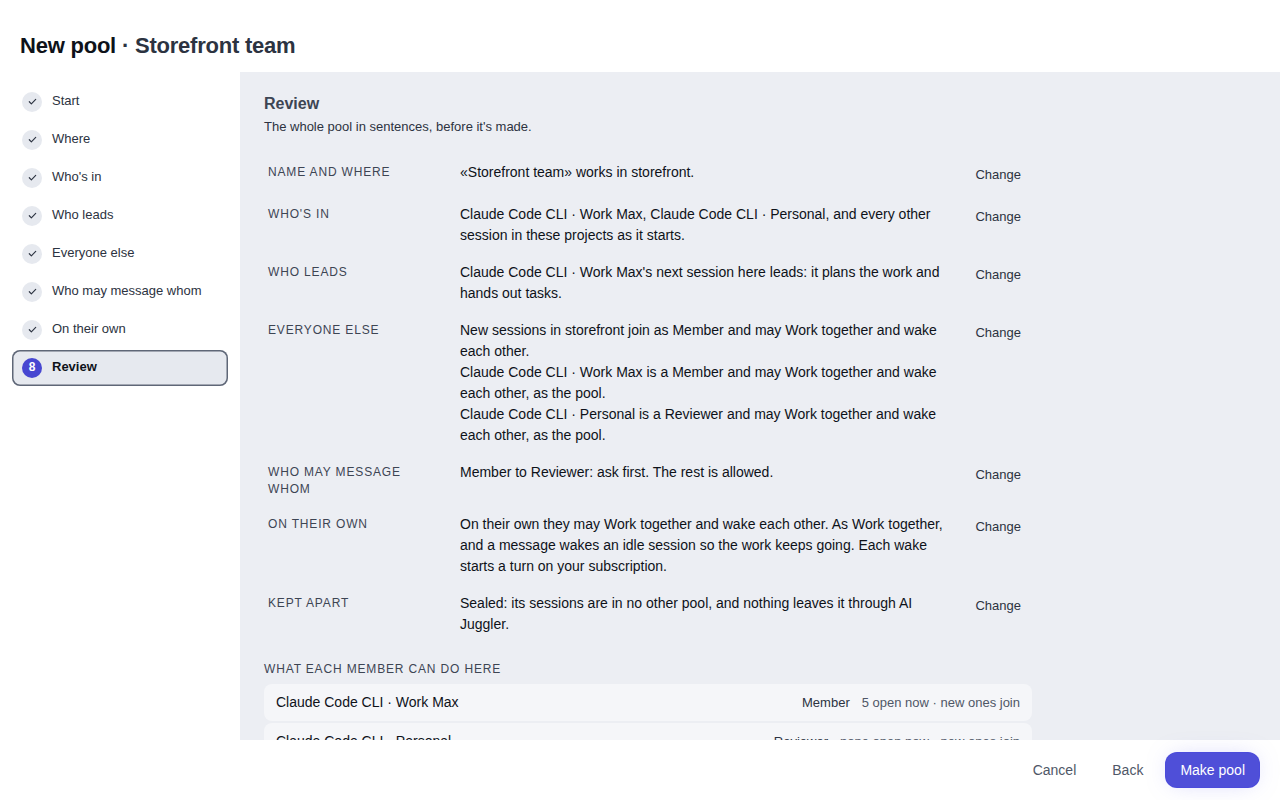 New pool · Storefront team
Start
Where
Who's in
Who leads
Everyone else
Who may message whom
On their own
8 Review
Review
The whole pool in sentences, before it's made.
NAME AND WHERE
«Storefront team» works in storefront.
Change
WHO'S IN
Claude Code CLI · Work Max, Claude Code CLI · Personal, and every other
session in these projects as it starts.
Change
WHO LEADS
Claude Code CLI · Work Max's next session here leads: it plans the work and
hands out tasks.
Change
EVERYONE ELSE
New sessions in storefront join as Member and may Work together and wake
each other.
Claude Code CLI · Work Max is a Member and may Work together and wake
each other, as the pool.
Claude Code CLI · Personal is a Reviewer and may Work together and wake
each other, as the pool.
Change
WHO MAY MESSAGE
WHOM
Member to Reviewer: ask first. The rest is allowed.
Change
ON THEIR OWN
On their own they may Work together and wake each other. As Work together,
and a message wakes an idle session so the work keeps going. Each wake
starts a turn on your subscription.
Change
KEPT APART
Sealed: its sessions are in no other pool, and nothing leaves it through AI
Juggler.
Change
WHAT EACH MEMBER CAN DO HERE
Claude Code CLI · Work Max
Member 5 open now · new ones join
Claude Code CLI · Personal
Reviewer none open now · new ones join
Cancel
Back
Make pool